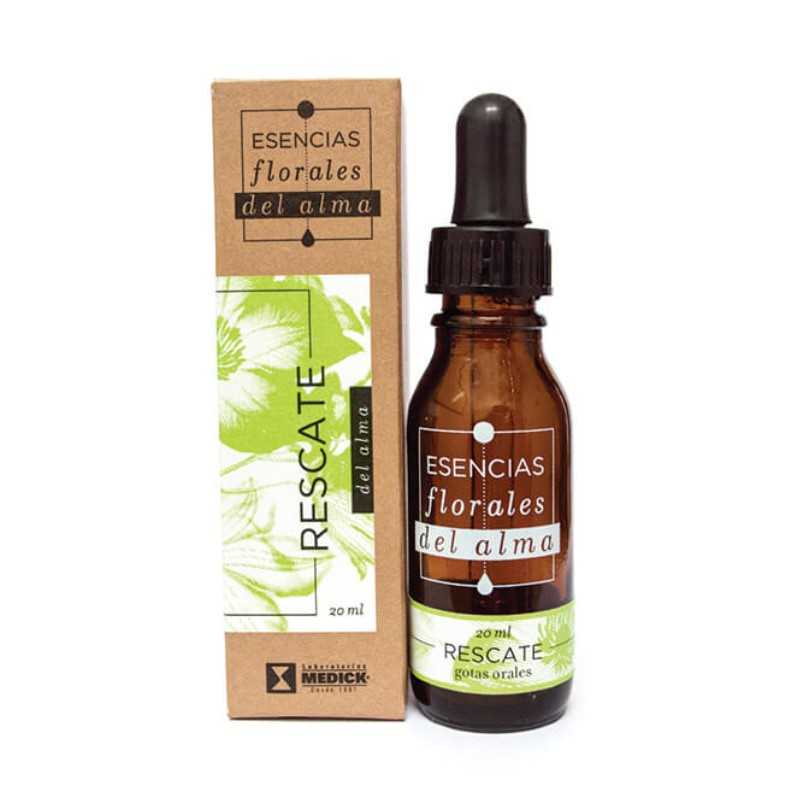 ESENCIAS
florales
del alma
RESCATE
del alma
20 ml
Laboratorios
MEDICK
ESENCIAS
florales
del alma
20 ml
RESCATE
gotas orales